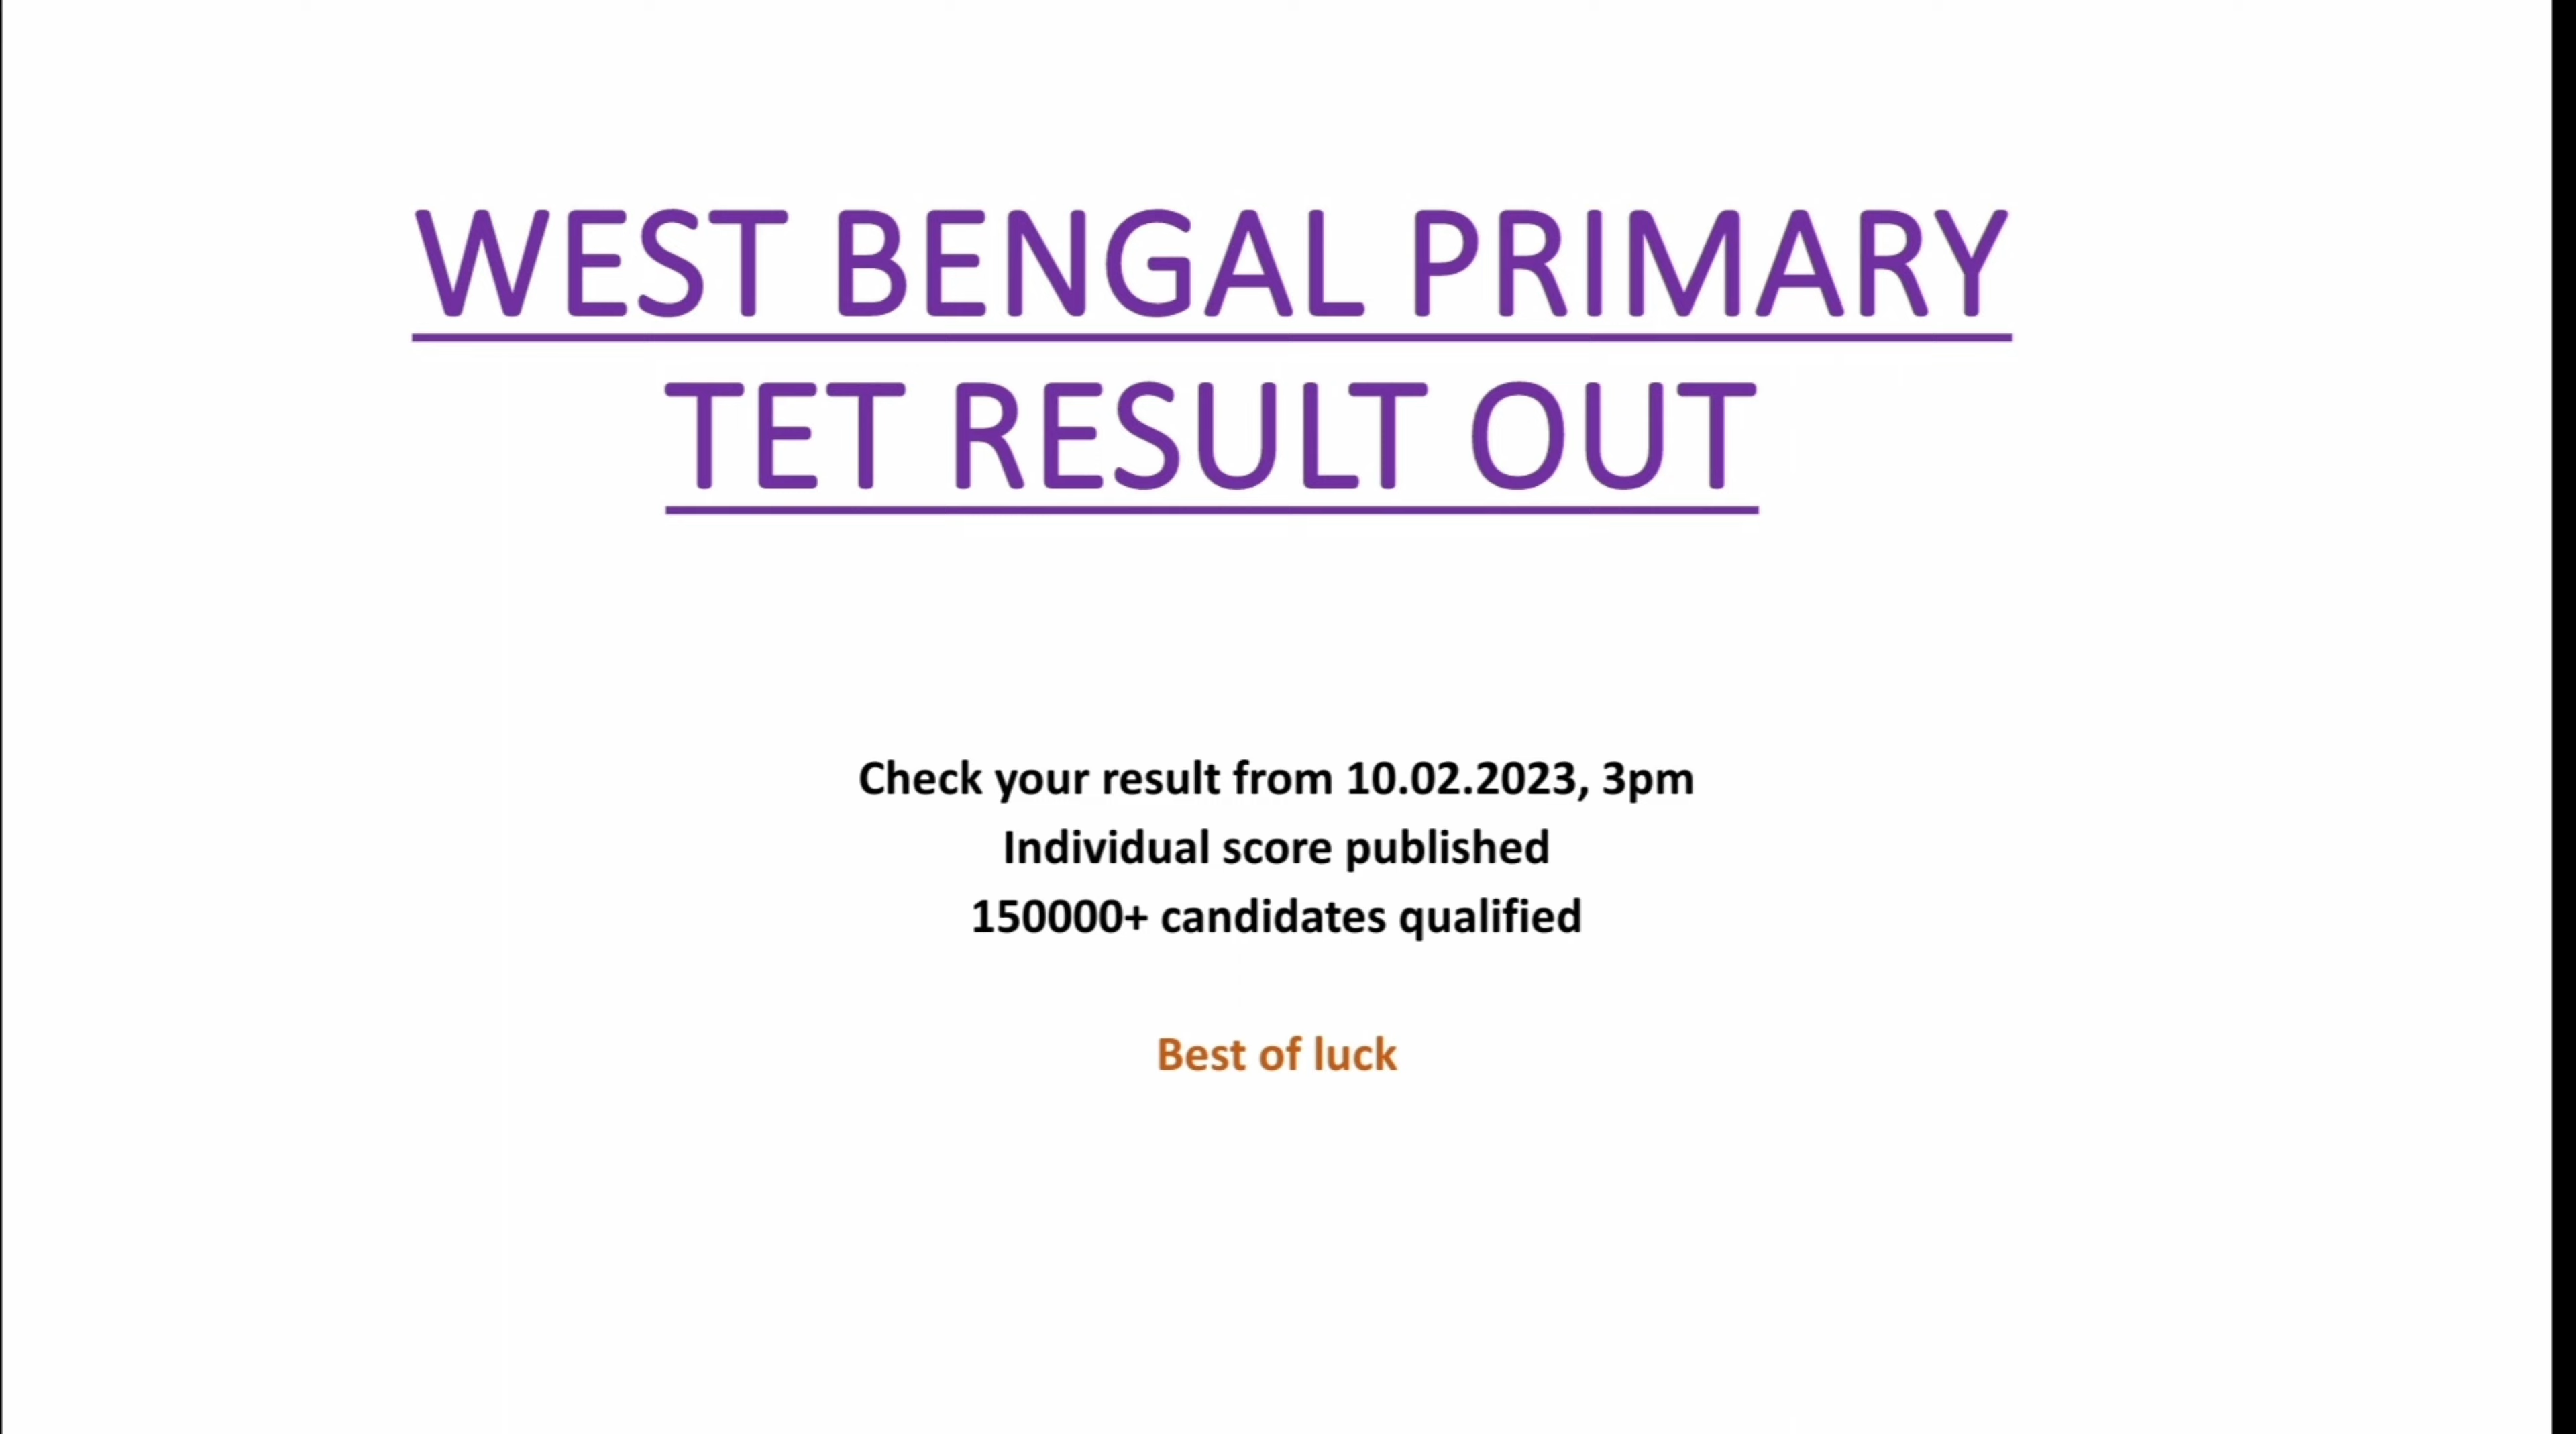 WEST BENGAL PRIMARY
TET RESULT OUT
Check your result from 10.02.2023, 3pm
Individual score published
150000+ candidates qualified
Best of luck